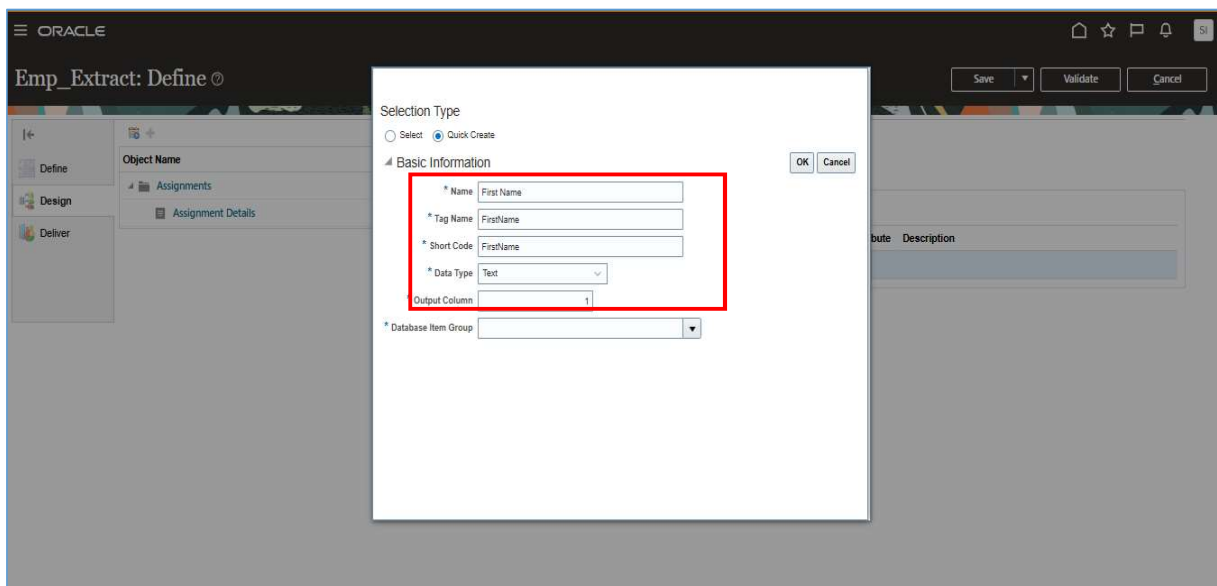 ORACLE
SI
Emp_Extract: Define
Save
Validate
Cancel
Define
Design
Deliver
Object Name
Assignments
Assignment Details
Selection Type
Select
Quick Create
Basic Information
OK
Cancel
* Name First Name
* Tag Name FirstName
* Short Code FirstName
* Data Type Text
* Output Column 1
* Database Item Group
bute Description